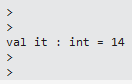 >
>
val it : int = 14
>
>